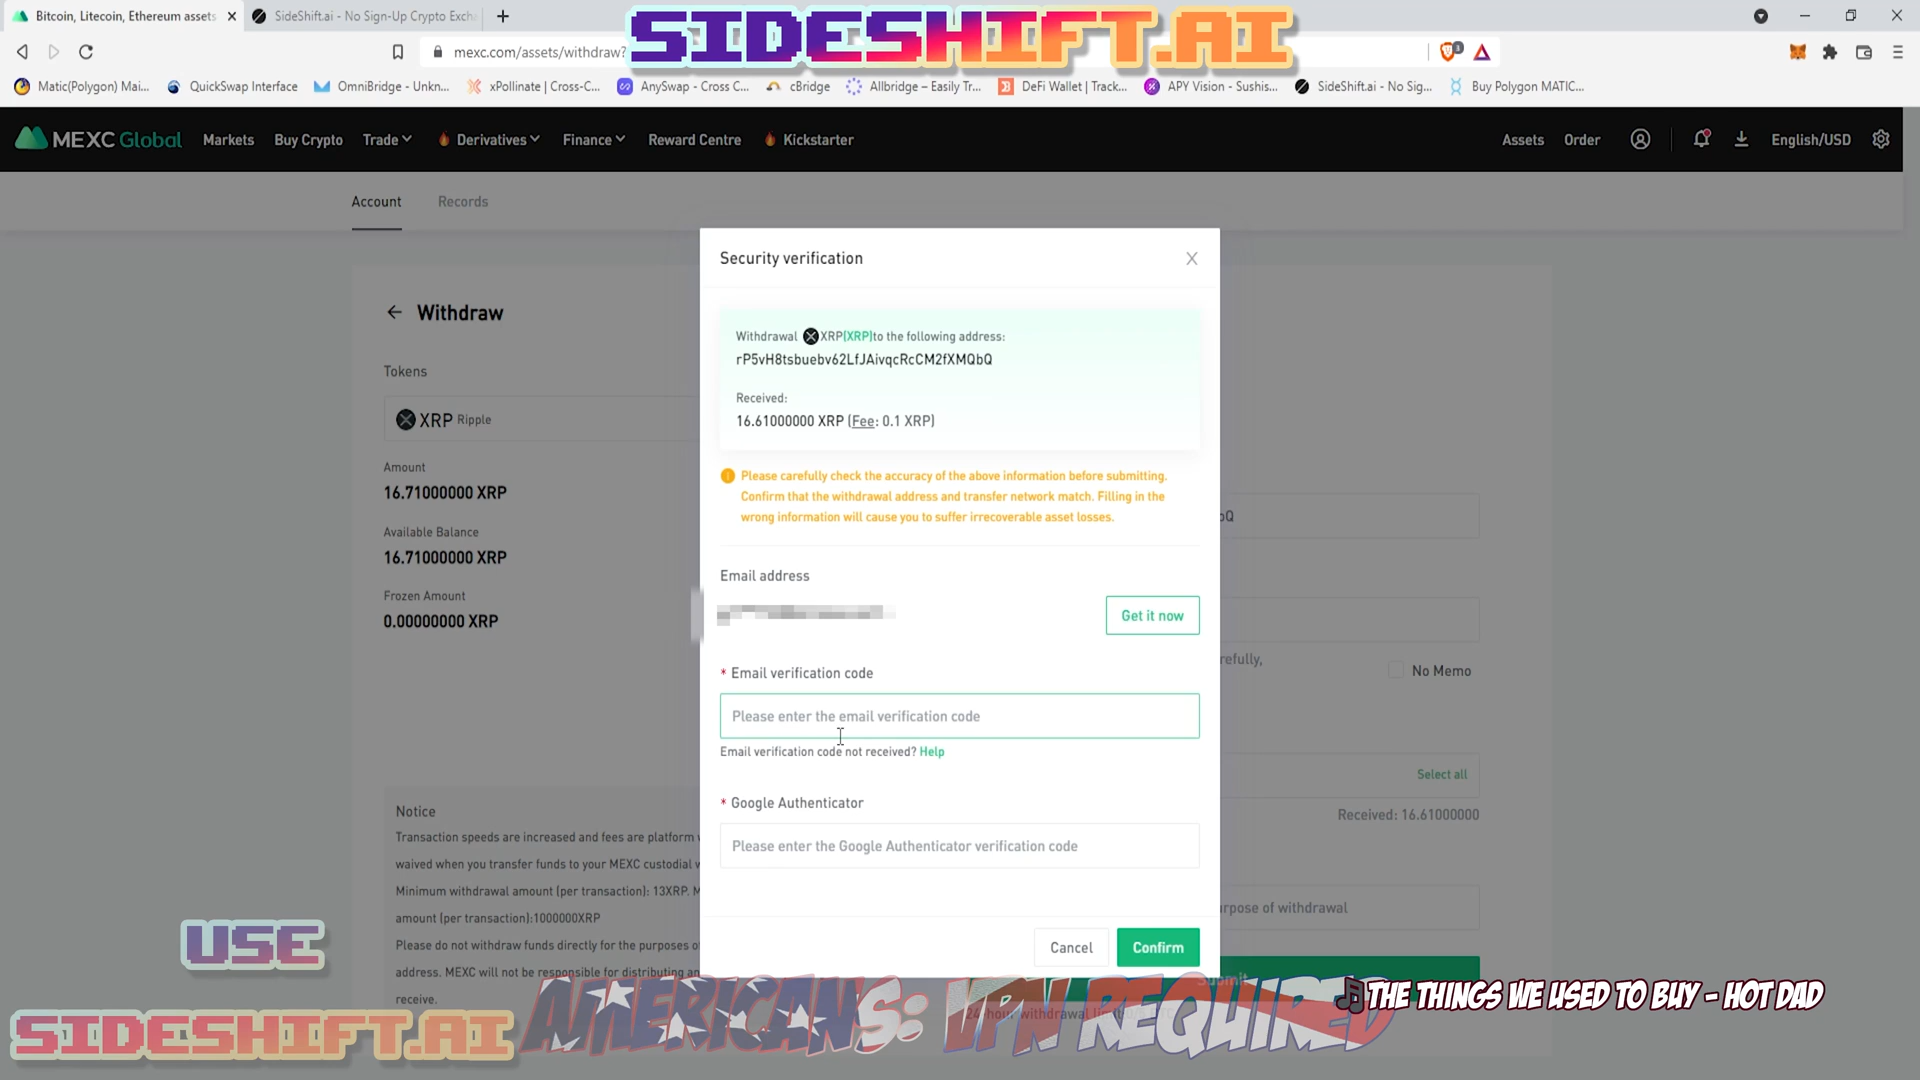 Bitcoin, Litecoin, Ethereum assets
SideShift.ai - No Sign-Up Crypto Exch
SIDESHIFT.AI
mexc.com/assets/withdraw?
Matic(Polygon) Mai...
QuickSwap Interface
OmniBridge - Unkn...
xPollinate | Cross-C...
AnySwap - Cross C...
cBridge
Allbridge – Easily Tr...
DeFi Wallet | Track...
APY Vision - Sushis...
SideShift.ai - No Sig...
Buy Polygon MATIC...
MEXC Global
Markets
Buy Crypto
Trade
Derivatives
Finance
Reward Centre
Kickstarter
Assets
Order
English/USD
Account
Records
Withdraw
Tokens
XRP Ripple
Amount
16.71000000 XRP
Available Balance
16.71000000 XRP
Frozen Amount
0.00000000 XRP
Notice
Transaction speeds are increased and fees are platform
waived when you transfer funds to your MEXC custodial
Minimum withdrawal amount (per transaction): 13XRP. M
amount (per transaction):1000000XRP
Please do not withdraw funds directly for the purposes of
address. MEXC will not be responsible for distributing an
receive.
Security verification
X
Withdrawal XRP(XRP)to the following address:
rP5vH8tsbuebv62LfJAivqcRcCM2fXMQbQ
Received:
16.61000000 XRP (Fee: 0.1 XRP)
Please carefully check the accuracy of the above information before submitting.
Confirm that the withdrawal address and transfer network match. Filling in the
wrong information will cause you to suffer irrecoverable asset losses.
Email address
Get it now
* Email verification code
Please enter the email verification code
Email verification code not received? Help
* Google Authenticator
Please enter the Google Authenticator verification code
Cancel
Confirm
bQ
refully,
No Memo
Select all
Received: 16.61000000
rpose of withdrawal
Submit
24-hour withdrawal
USE
SIDESHIFT.AI
AMERICANS: VPN REQUIRED
THE THINGS WE USED TO BUY - HOT DAD